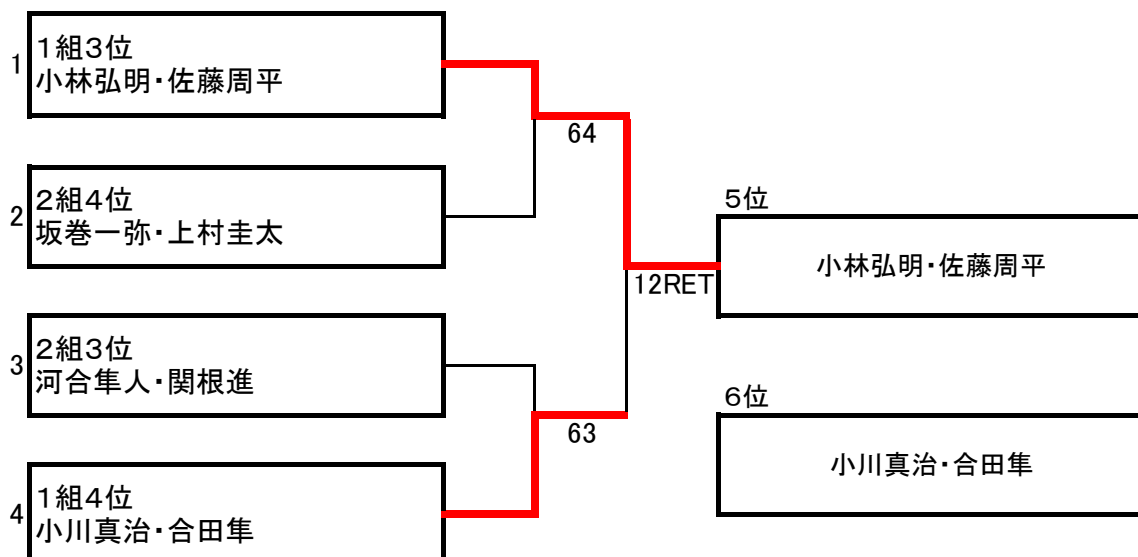 1
1組3位
小林弘明・佐藤周平
64
2
2組4位
坂巻一弥・上村圭太
5位
小林弘明・佐藤周平
12RET
3
2組3位
河合隼人・関根進
6位
小川真治・合田隼
63
4
1組4位
小川真治・合田隼